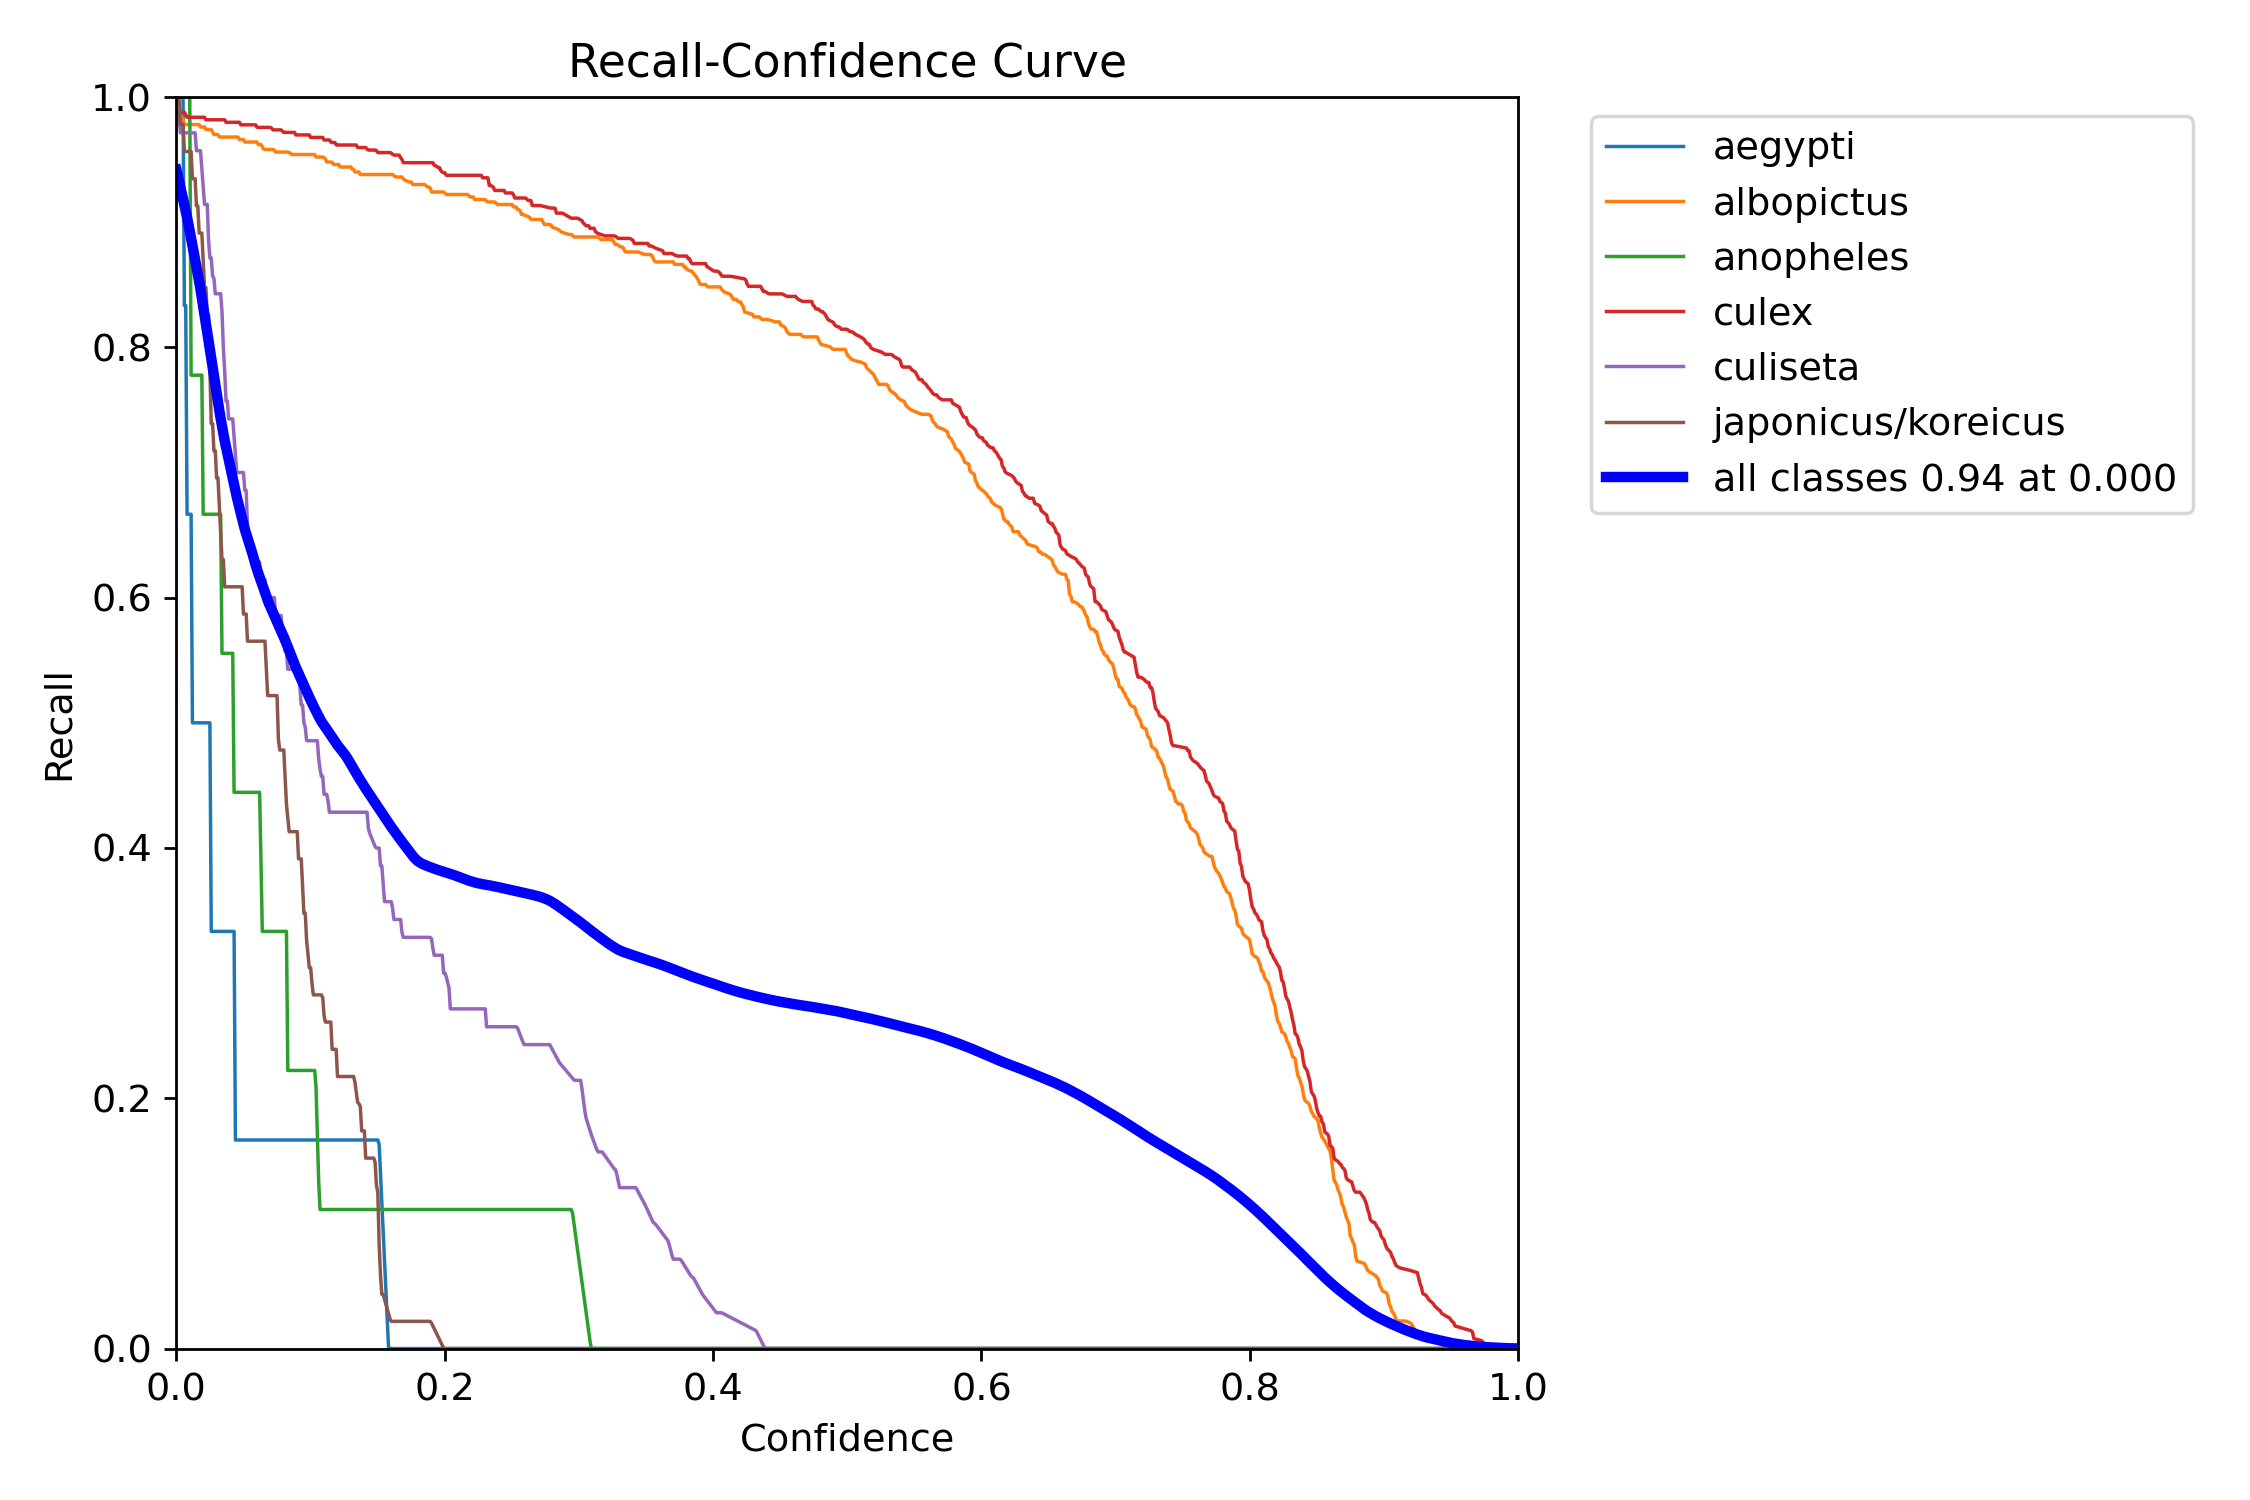 Recall-Confidence Curve
1.0
0.8
0.6
0.4
0.2
0.0
Recall
0.0 0.2 0.4 0.6 0.8 1.0
Confidence
aegypti
albopictus
anopheles
culex
culiseta
japonicus/koreicus
all classes 0.94 at 0.000